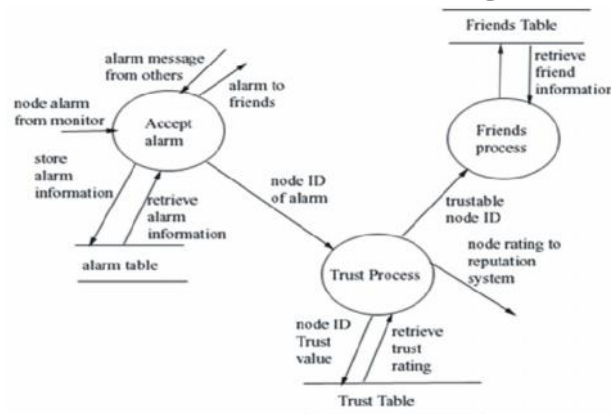 Friends Table
retrieve
friend
information
alarm message
from others
alarm to
friends
node alarm
from monitor
Accept
alarm
Friends
process
store
alarm
information
retrieve
alarm
information
node ID
of alarm
trustable
node ID
alarm table
node rating to
reputation
system
Trust Process
node ID
Trust
value
retrieve
trust
rating
Trust Table